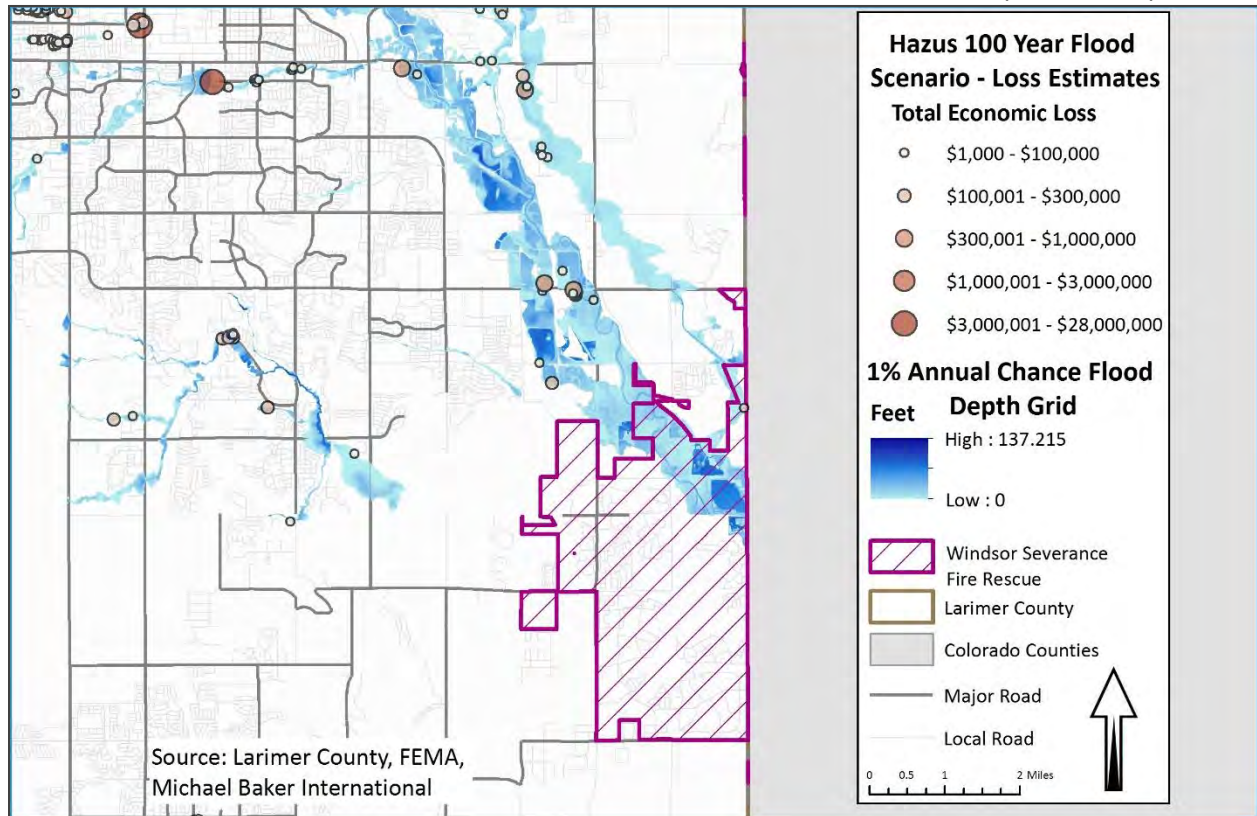 Hazus 100 Year Flood
Scenario - Loss Estimates
Total Economic Loss
$1,000 - $100,000
$100,001 - $300,000
$300,001 - $1,000,000
$1,000,001 - $3,000,000
$3,000,001 - $28,000,000
1% Annual Chance Flood
Depth Grid
Feet
High : 137.215
Low : 0
Windsor Severance
Fire Rescue
Larimer County
Colorado Counties
Major Road
Local Road
0 0.5 1 2 Miles
Source: Larimer County, FEMA,
Michael Baker International